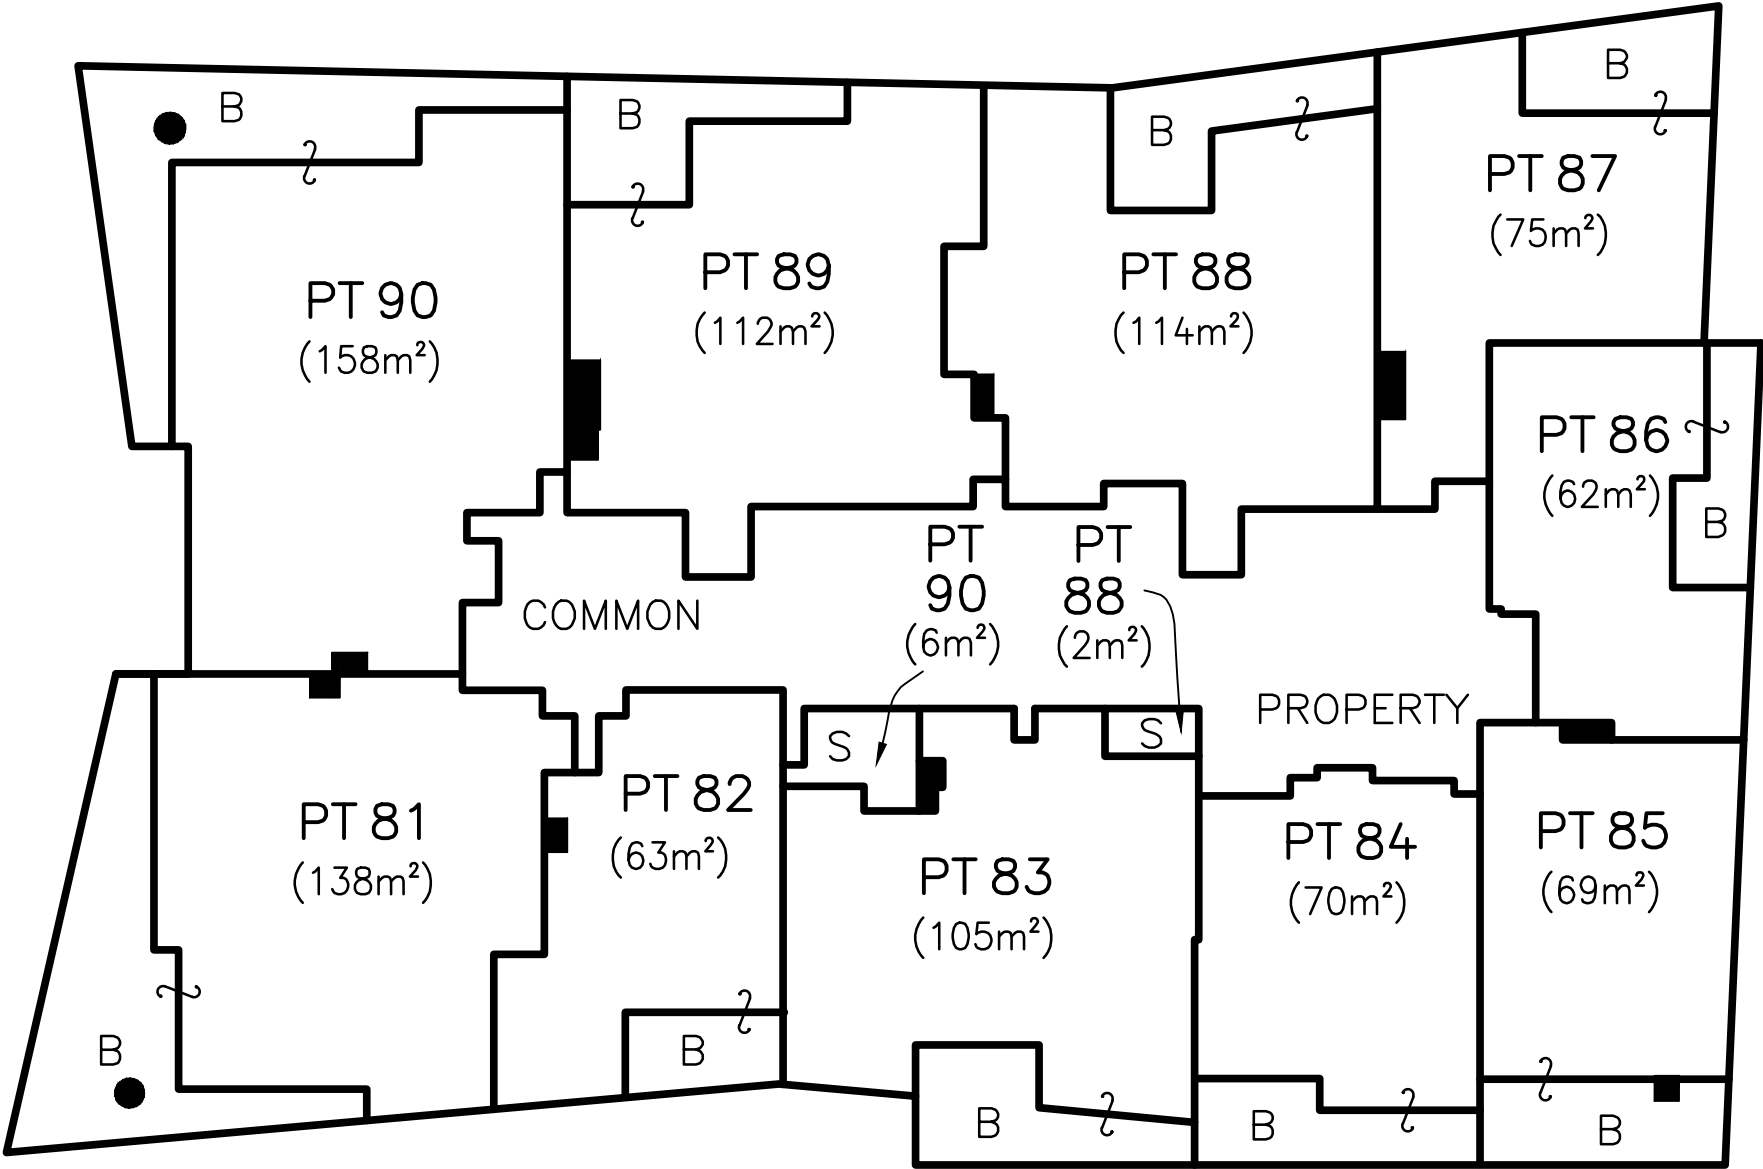 B
B
B
B
PT 87
(75m²)
PT 90
(158m²)
PT 89
(112m²)
PT 88
(114m²)
PT 86
(62m²)
B
PT
90
(6m²)
PT
88
(2m²)
COMMON
PROPERTY
S
S
PT 81
(138m²)
PT 82
(63m²)
PT 83
(105m²)
PT 84
(70m²)
PT 85
(69m²)
B
B
B
B
B